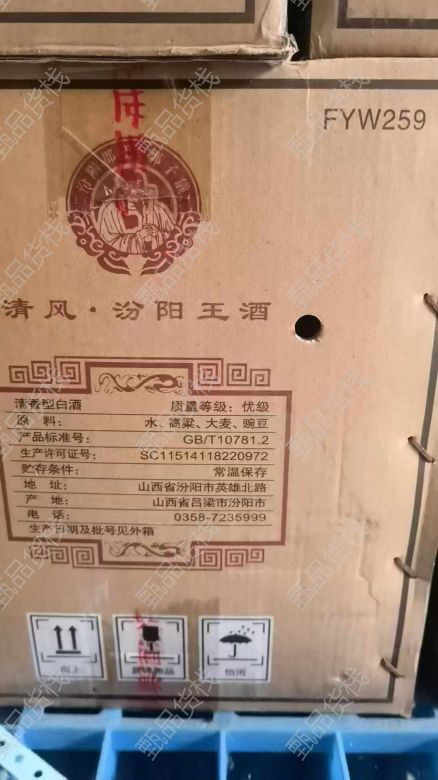 FYW259
清风·汾阳王酒
清香型白酒 质量等级：优级
原料： 水、高粱、大麦、豌豆
产品标准号： GB/T10781.2
生产许可证号： SC11514118220972
贮存条件： 常温保存
地址： 山西省汾阳市英雄北路
产地： 山西省吕梁市汾阳市
电话： 0358-7235999
生产日期及批号见外箱
向上
怕雨
甄品货栈